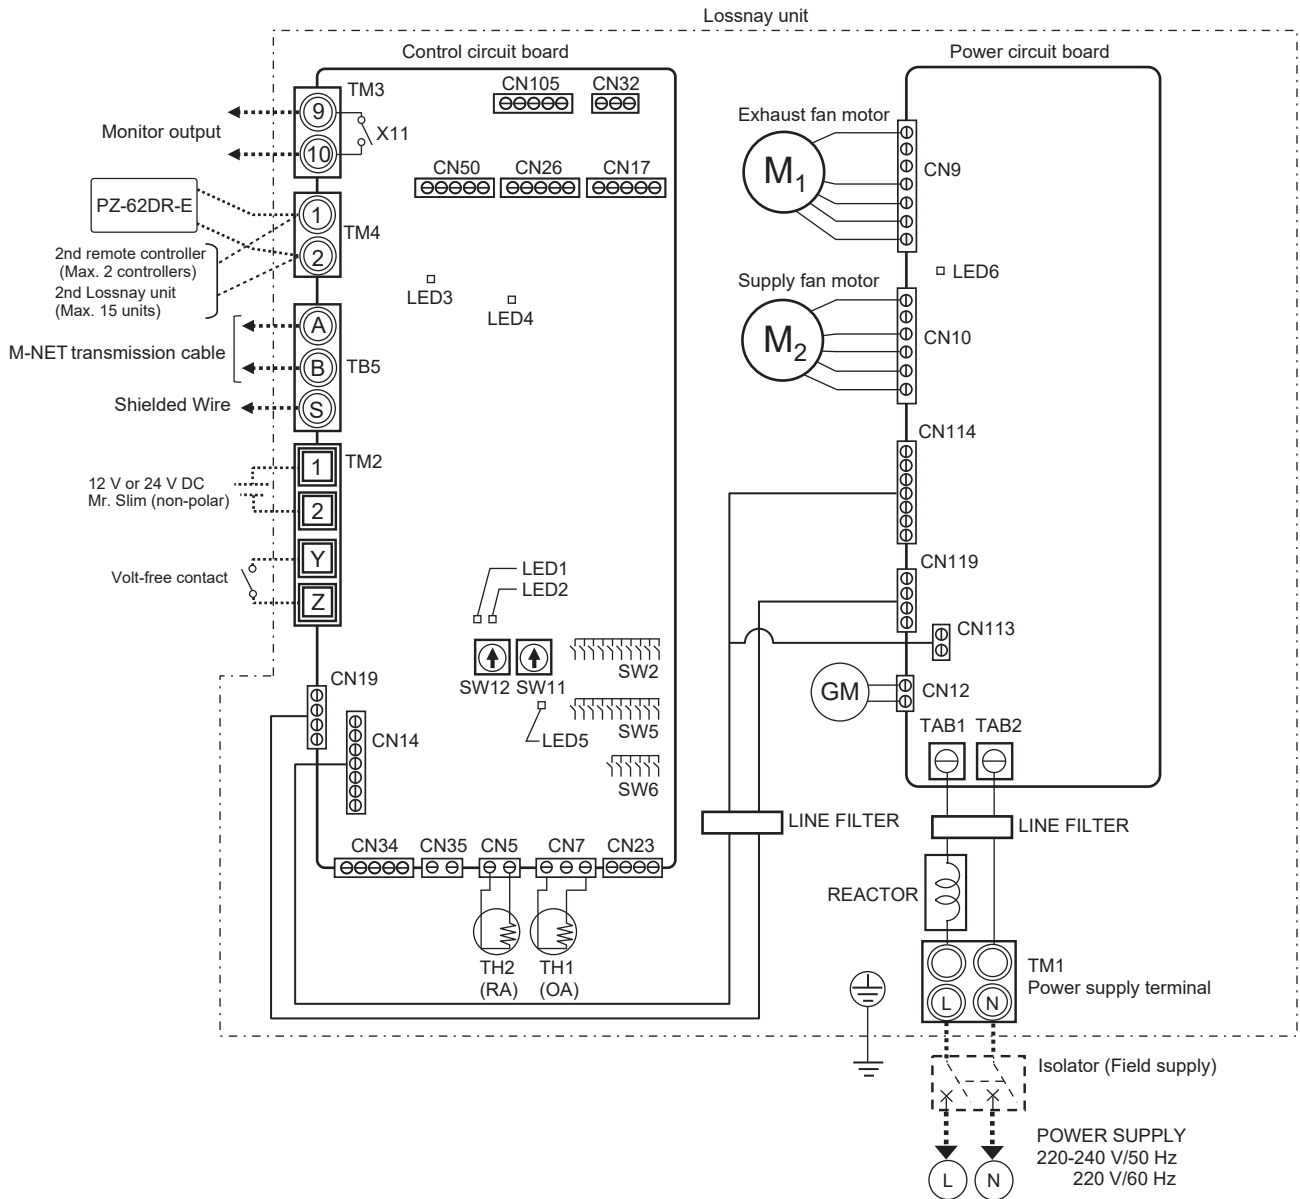 Lossnay unit
Control circuit board
Power circuit board
TM3
9
10
X11
Monitor output
CN105
CN32
CN50
CN26
CN17
PZ-62DR-E
1
2
TM4
2nd remote controller
(Max. 2 controllers)
2nd Lossnay unit
(Max. 15 units)
LED3
LED4
M-NET transmission cable
A
B
S
TB5
Shielded Wire
1
2
TM2
12 V or 24 V DC
Mr. Slim (non-polar)
Y
Z
Volt-free contact
LED1
LED2
SW12
SW11
SW2
LED5
SW5
SW6
CN19
CN14
CN34
CN35
CN5
CN7
CN23
TH2
(RA)
TH1
(OA)
Exhaust fan motor
M1
CN9
LED6
Supply fan motor
M2
CN10
CN114
CN119
CN113
GM
CN12
TAB1
TAB2
LINE FILTER
LINE FILTER
REACTOR
TM1
Power supply terminal
L
N
Isolator (Field supply)
POWER SUPPLY
220-240 V/50 Hz
220 V/60 Hz
L
N